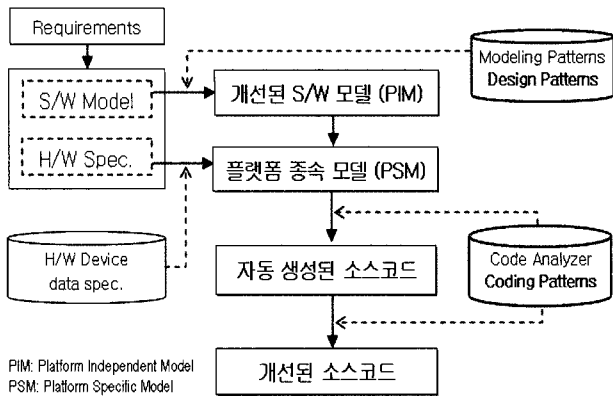 Requirements
Modeling Patterns
Design Patterns
S/W Model
개선된 S/W 모델 (PIM)
H/W Spec.
플랫폼 종속 모델 (PSM)
H/W Device
data spec.
자동 생성된 소스코드
Code Analyzer
Coding Patterns
PIM: Platform Independent Model
PSM: Platform Specific Model
개선된 소스코드